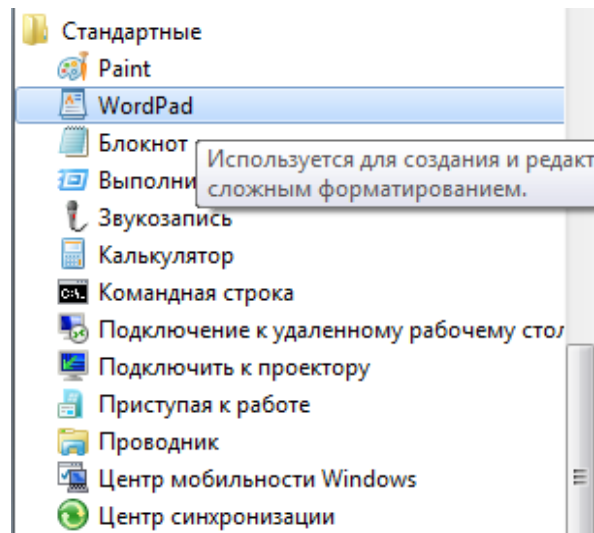 Стандартные
Paint
WordPad
Блокнот
Используется для создания и редакт
сложным форматированием.
Выполни
Звукозапись
Калькулятор
C:\.
Командная строка
Подключение к удаленному рабочему стол
Подключить к проектору
Приступая к работе
Проводник
Центр мобильности Windows
Центр синхронизации